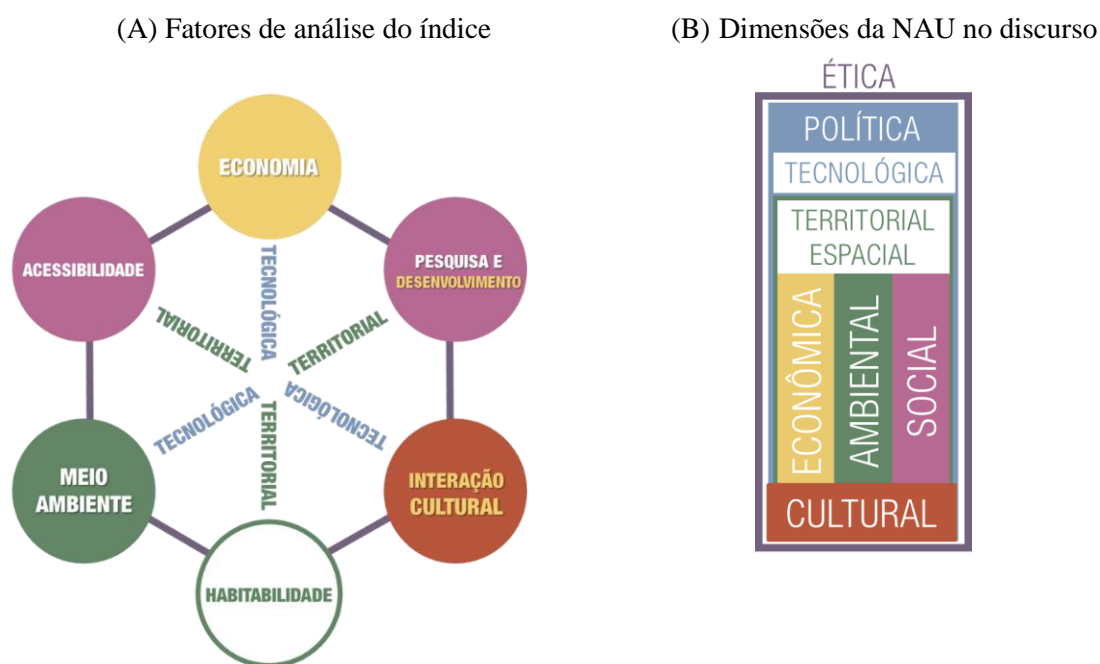 (A) Fatores de análise do índice
ECONOMIA
ACESSIBILIDADE
PESQUISA E
DESENVOLVIMENTO
TECNOLÓGICA
TERRITORIAL
TERRITORIAL
TECNOLÓGICA
TECNOLÓGICA
TERRITORIAL
MEIO
AMBIENTE
INTERAÇÃO
CULTURAL
HABITABILIDADE
(B) Dimensões da NAU no discurso
ÉTICA
POLÍTICA
TECNOLÓGICA
TERRITORIAL
ESPACIAL
ECONÔMICA
AMBIENTAL
SOCIAL
CULTURAL